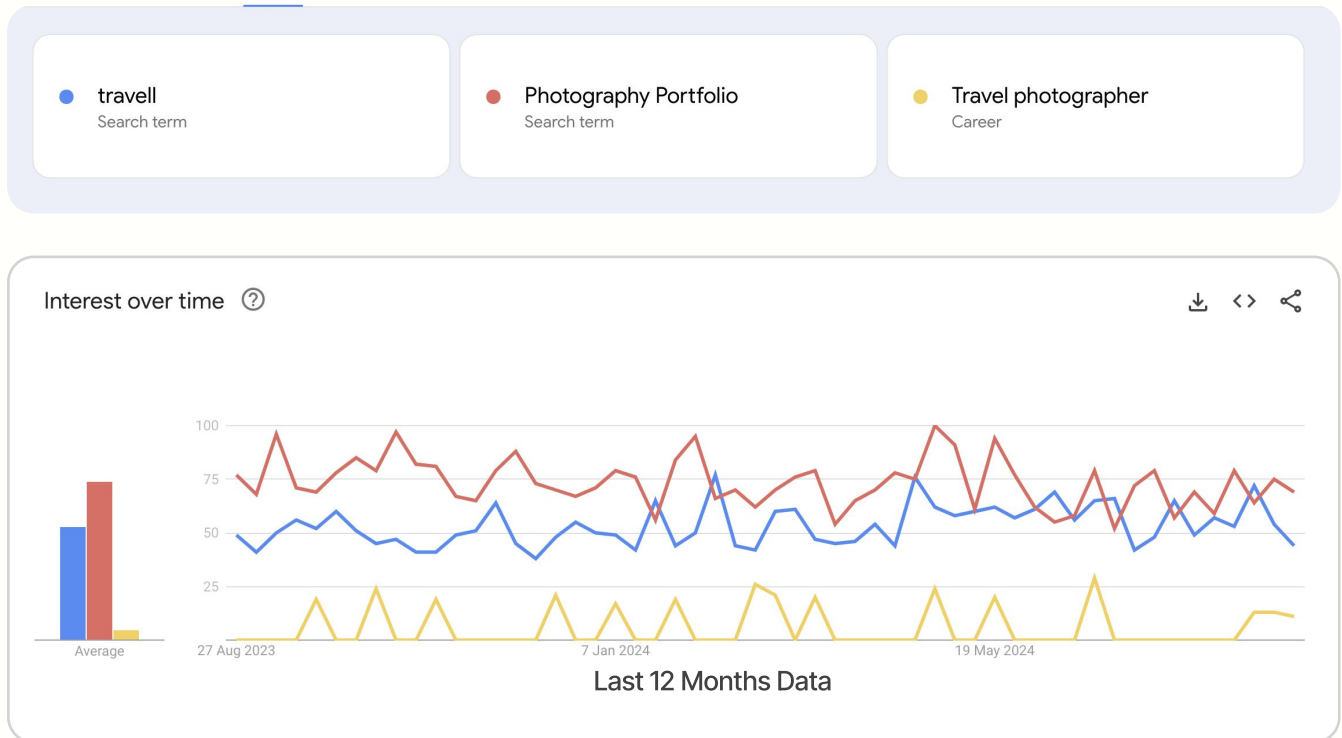 travell
Search term
Photography Portfolio
Search term
Travel photographer
Career
Interest over time ?
100
75
50
25
Average
27 Aug 2023
7 Jan 2024
19 May 2024
Last 12 Months Data